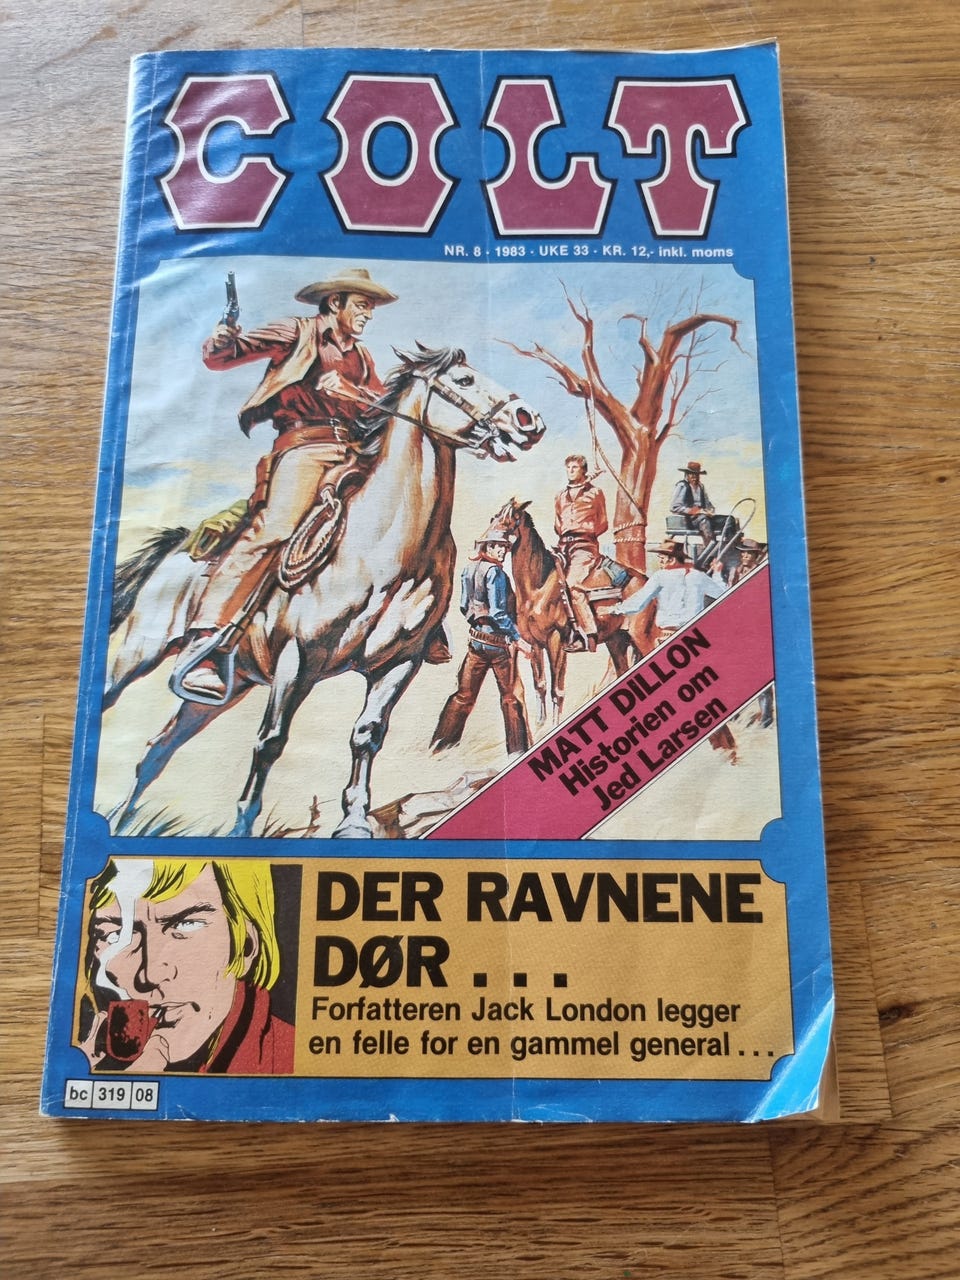 COLT
NR. 8 · 1983 · UKE 33 · KR. 12,- inkl. moms
MATT DILLON
Historien om
Jed Larsen
DER RAVNENE
DØR . . .
Forfatteren Jack London legger
en felle for en gammel general . . .
bc 319 08